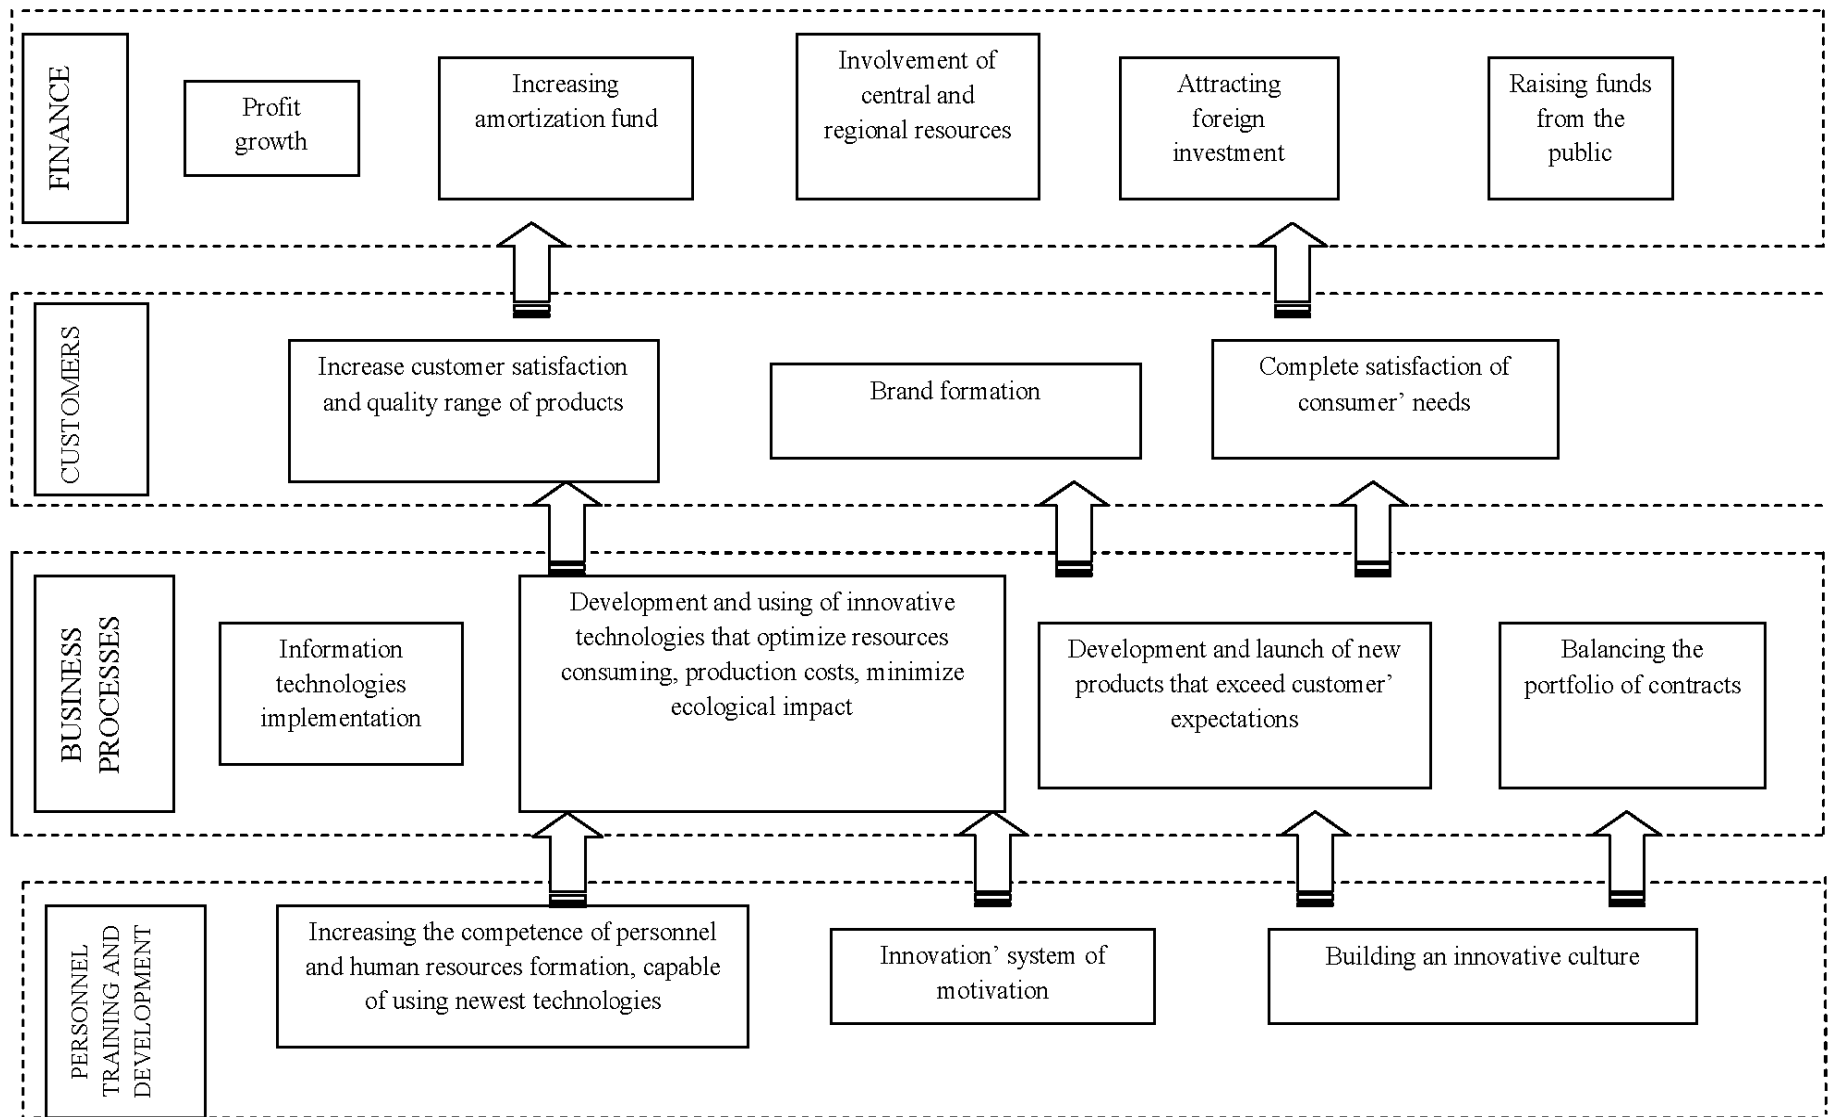 FINANCE
Profit
growth
Increasing
amortization fund
Involvement of
central and
regional resources
Attracting
foreign
investment
Raising funds
from the
public
CUSTOMERS
Increase customer satisfaction
and quality range of products
Brand formation
Complete satisfaction of
consumer’ needs
BUSINESS
PROCESSES
Information
technologies
implementation
Development and using of innovative
technologies that optimize resources
consuming, production costs, minimize
ecological impact
Development and launch of new
products that exceed customer’
expectations
Balancing the
portfolio of contracts
PERSONNEL
TRAINING AND
DEVELOPMENT
Increasing the competence of personnel
and human resources formation, capable
of using newest technologies
Innovation’ system of
motivation
Building an innovative culture